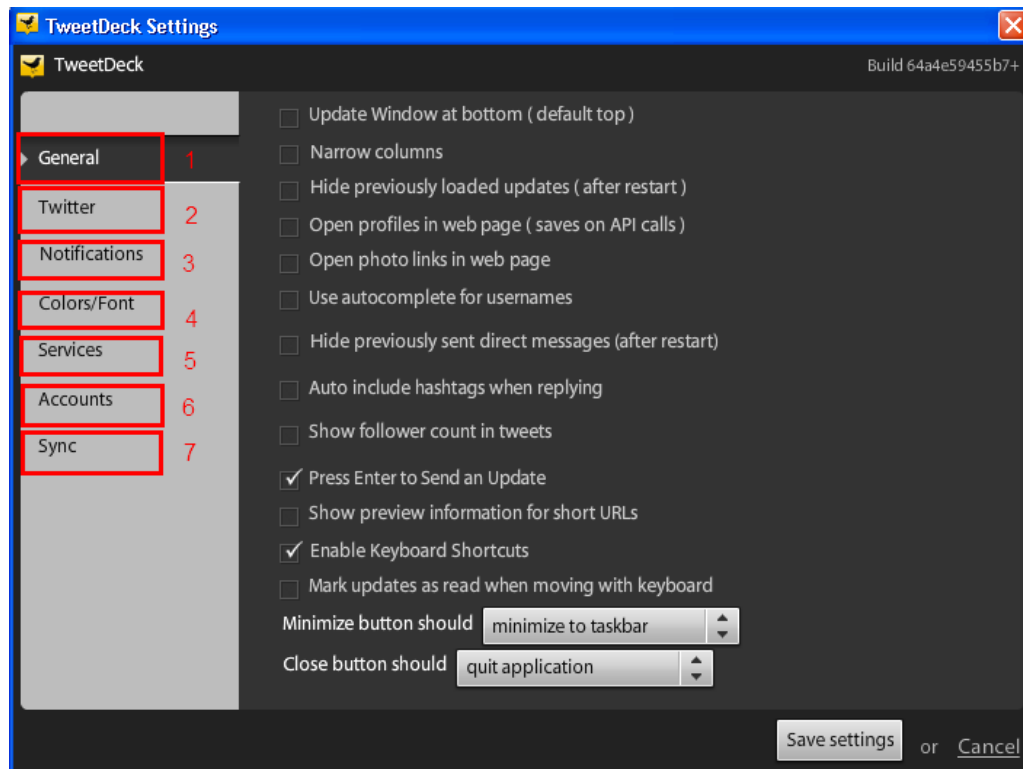 TweetDeck Settings
TweetDeck
Build 64a4e59455b7+
General 1
Twitter 2
Notifications 3
Colors/Font 4
Services 5
Accounts 6
Sync 7
Update Window at bottom ( default top )
Narrow columns
Hide previously loaded updates ( after restart )
Open profiles in web page ( saves on API calls )
Open photo links in web page
Use autocomplete for usernames
Hide previously sent direct messages (after restart)
Auto include hashtags when replying
Show follower count in tweets
Press Enter to Send an Update
Show preview information for short URLs
Enable Keyboard Shortcuts
Mark updates as read when moving with keyboard
Minimize button should minimize to taskbar
Close button should quit application
Save settings or Cancel